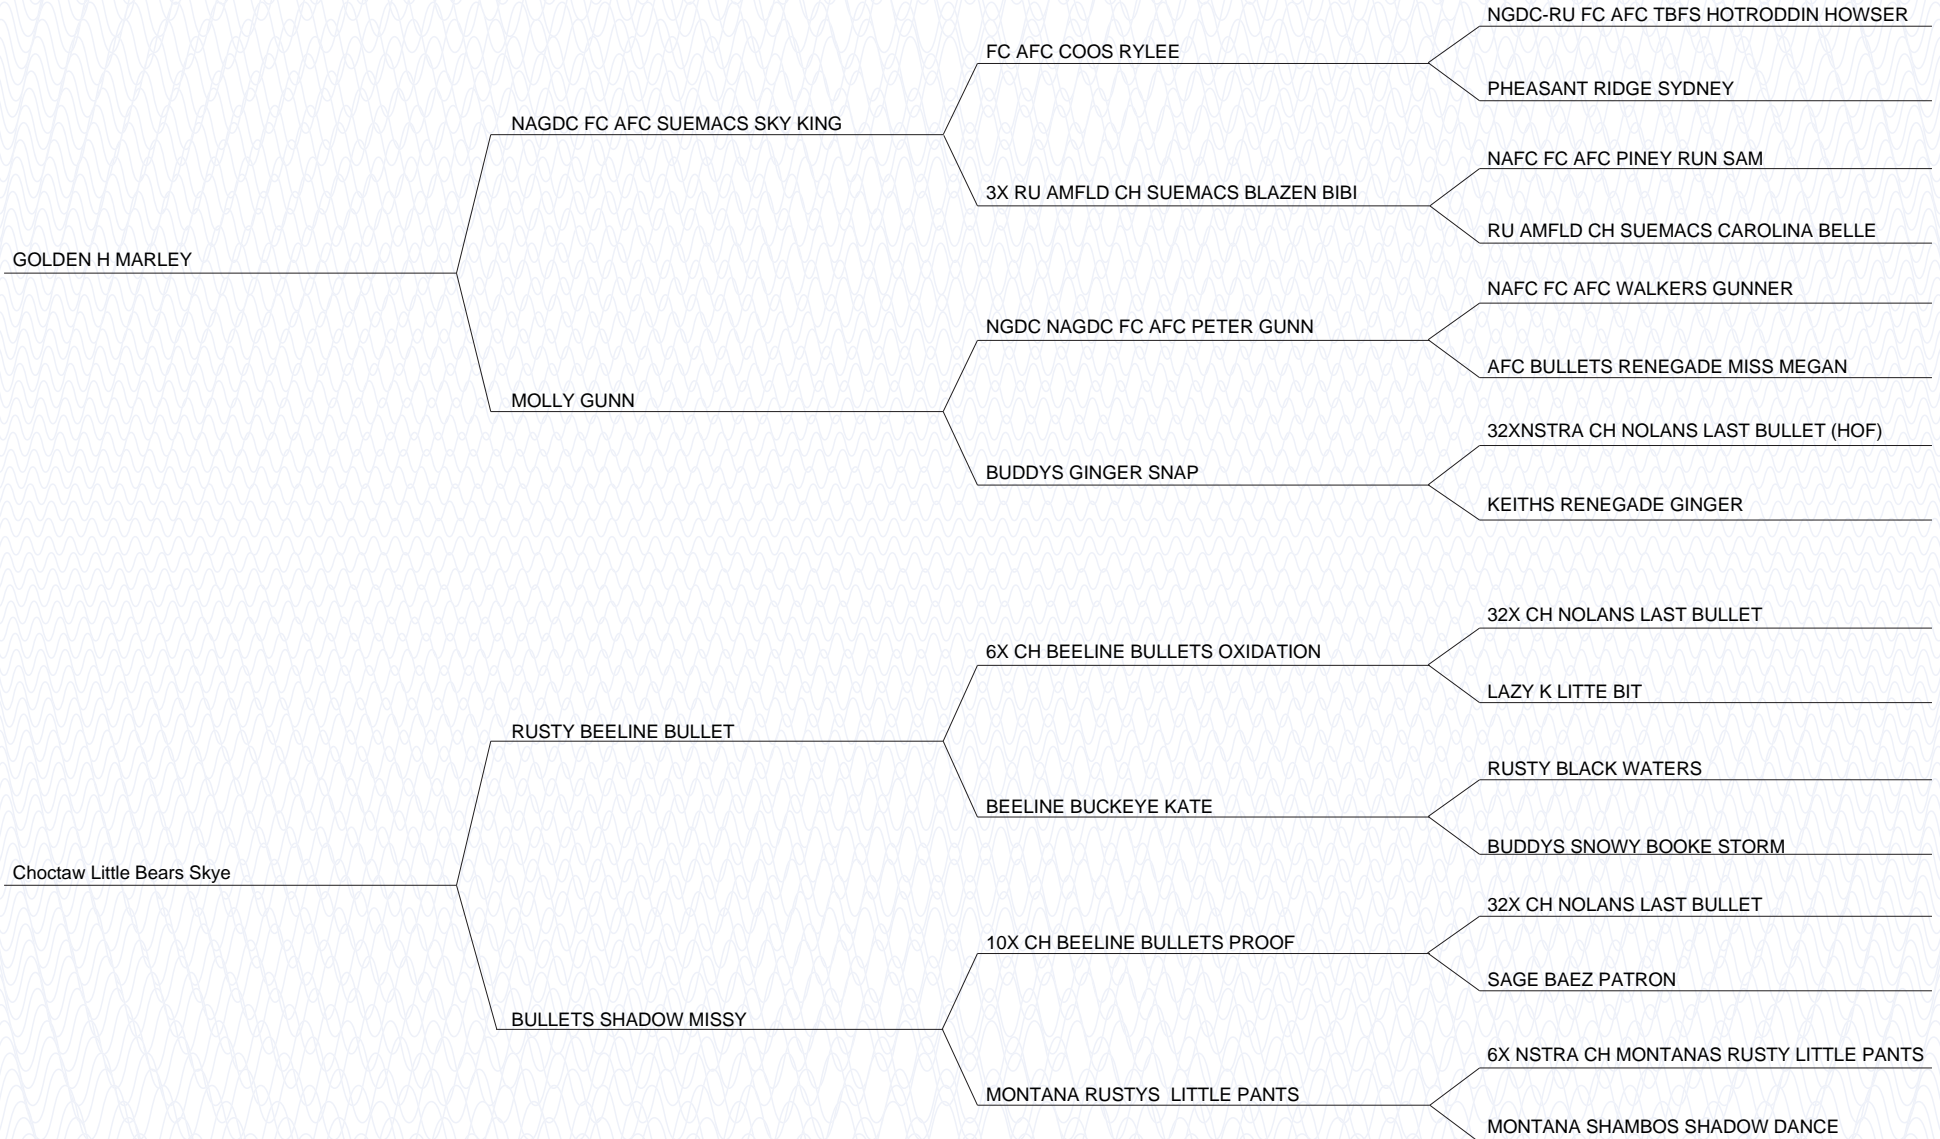 NGDC-RU FC AFC TBFS HOTRODDIN HOWSER
FC AFC COOS RYLEE
PHEASANT RIDGE SYDNEY
NAGDC FC AFC SUEMACS SKY KING
NAFC FC AFC PINEY RUN SAM
3X RU AMFLD CH SUEMACS BLAZEN BIBI
RU AMFLD CH SUEMACS CAROLINA BELLE
GOLDEN H MARLEY
NAFC FC AFC WALKERS GUNNER
NGDC NAGDC FC AFC PETER GUNN
AFC BULLETS RENEGADE MISS MEGAN
MOLLY GUNN
32XNSTRA CH NOLANS LAST BULLET (HOF)
BUDDYS GINGER SNAP
KEITHS RENEGADE GINGER
32X CH NOLANS LAST BULLET
6X CH BEELINE BULLETS OXIDATION
LAZY K LITTE BIT
RUSTY BEELINE BULLET
RUSTY BLACK WATERS
BEELINE BUCKEYE KATE
BUDDYS SNOWY BOOKE STORM
Choctaw Little Bears Skye
32X CH NOLANS LAST BULLET
10X CH BEELINE BULLETS PROOF
SAGE BAEZ PATRON
BULLETS SHADOW MISSY
6X NSTRA CH MONTANAS RUSTY LITTLE PANTS
MONTANA RUSTYS  LITTLE PANTS
MONTANA SHAMBOS SHADOW DANCE